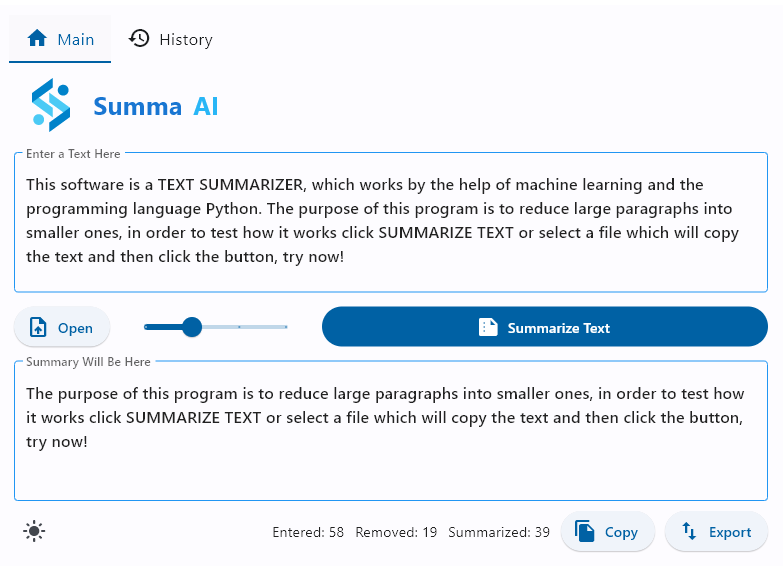 Main
History
Summa AI
Enter a Text Here
This software is a TEXT SUMMARIZER, which works by the help of machine learning and the
programming language Python. The purpose of this program is to reduce large paragraphs into
smaller ones, in order to test how it works click SUMMARIZE TEXT or select a file which will copy
the text and then click the button, try now!
Open
Summarize Text
Summary Will Be Here
The purpose of this program is to reduce large paragraphs into smaller ones, in order to test how
it works click SUMMARIZE TEXT or select a file which will copy the text and then click the button,
try now!
Entered: 58 Removed: 19 Summarized: 39
Copy
Export